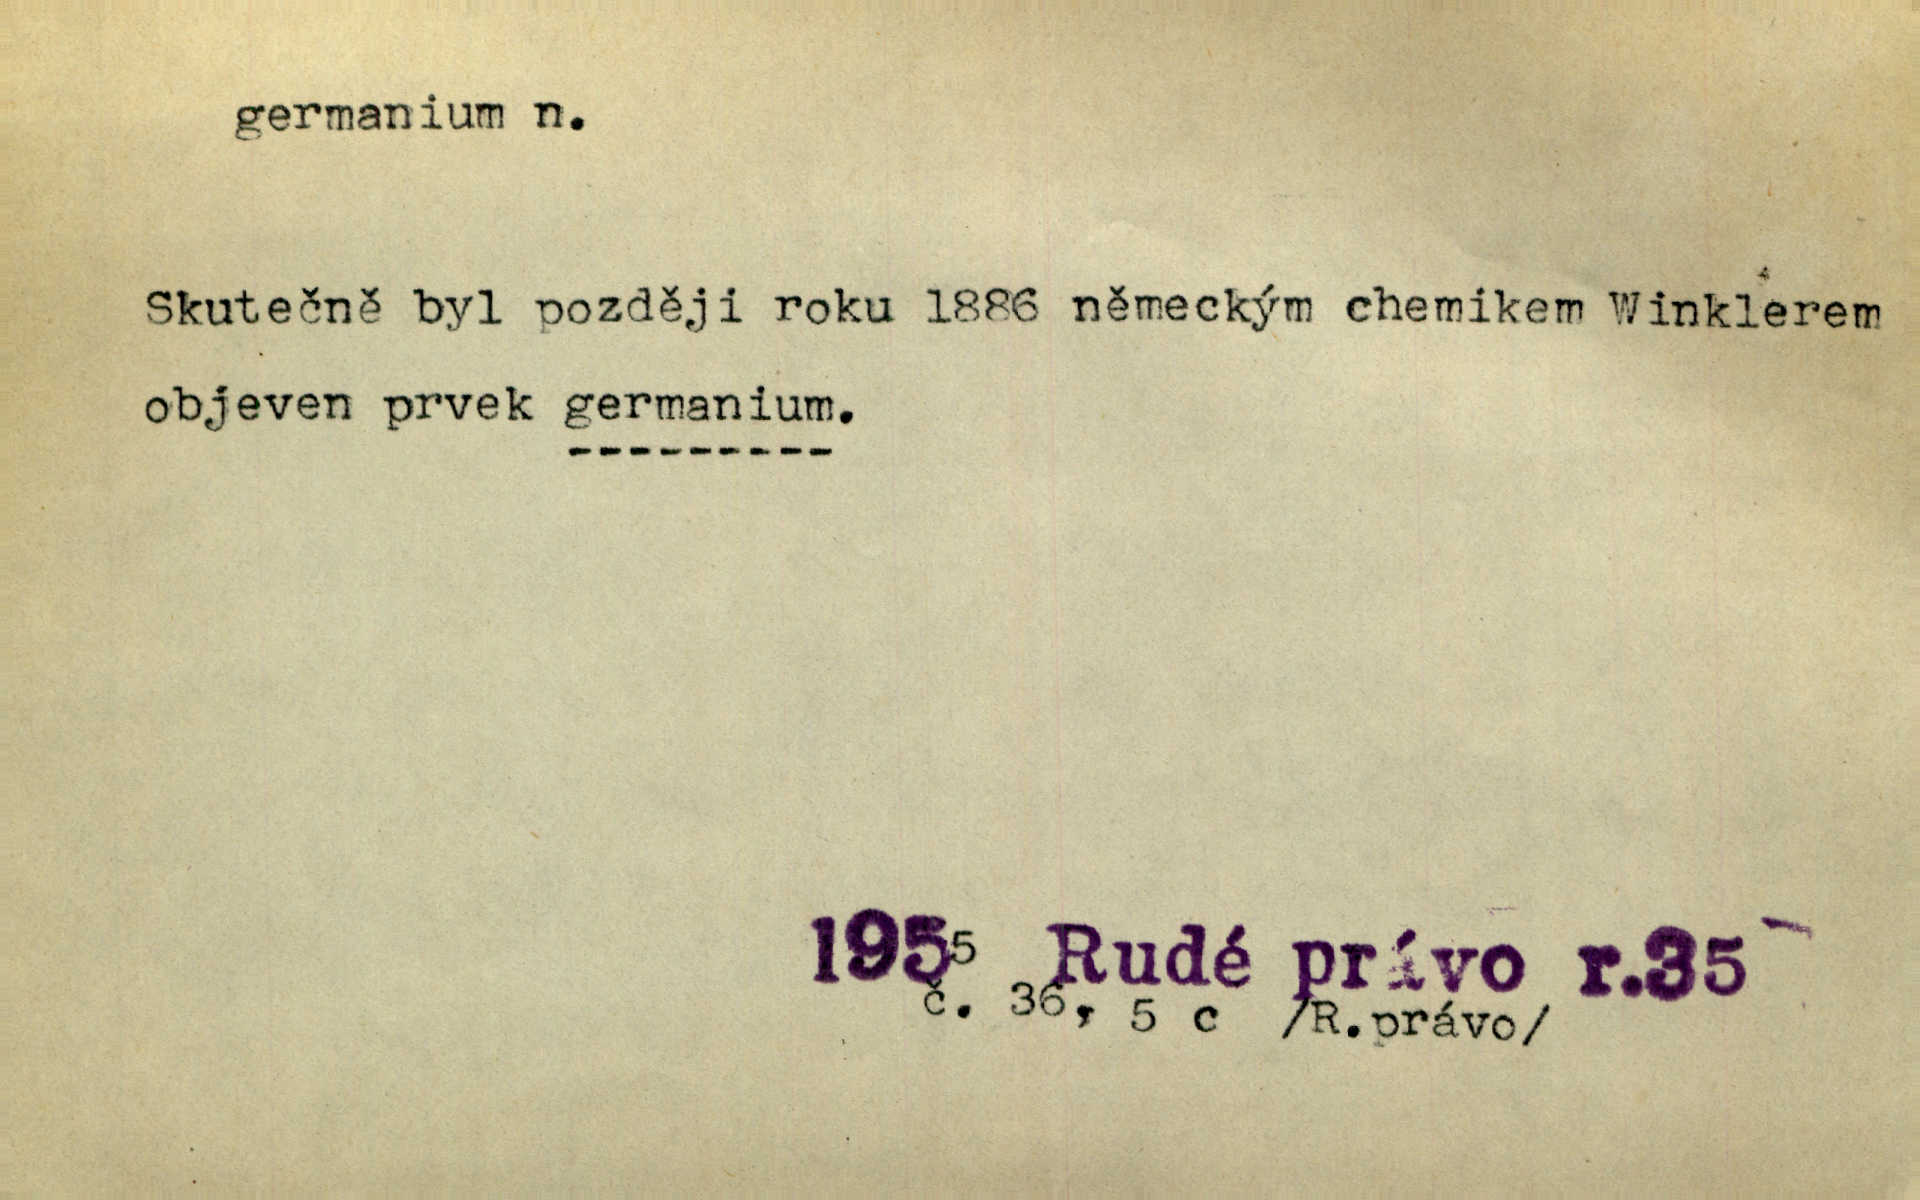 germanium n.
Skutečně byl později roku 1886 německým chemikem Winklerem
objeven prvek germanium.
1955 Rudé právo r.35
č. 36, 5 c /R.právo/